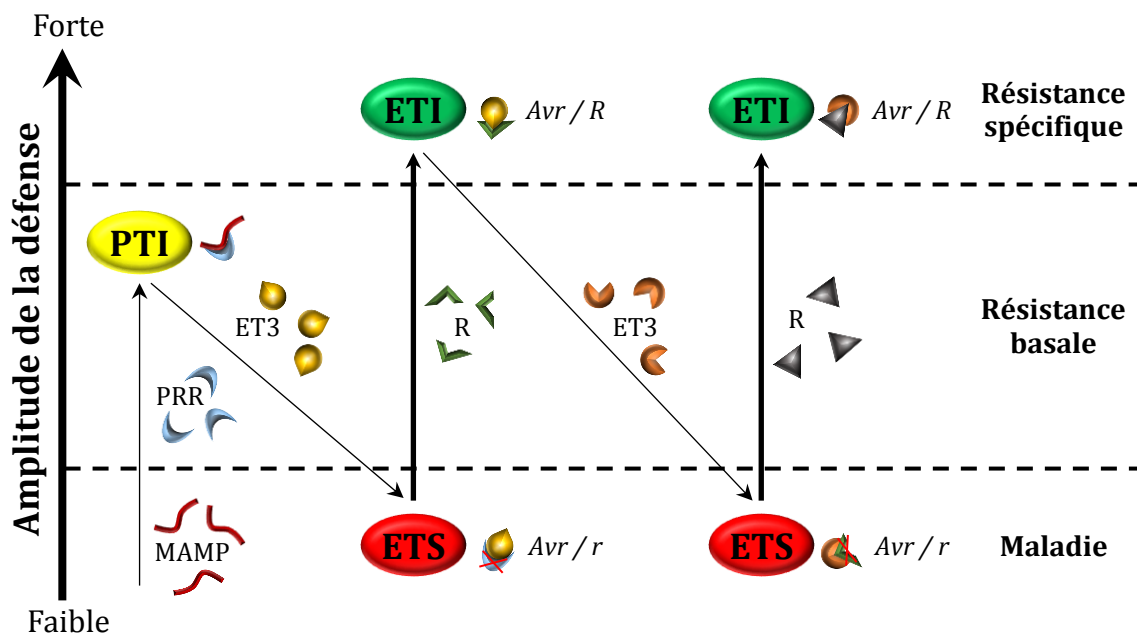 Forte
Amplitude de la défense
Faible
ETI
Avr / R
ETI
Avr / R
Résistance
spécifique
PTI
ET3
R
ET3
R
Résistance
basale
PRR
MAMP
ETS
Avr / r
ETS
Avr / r
Maladie